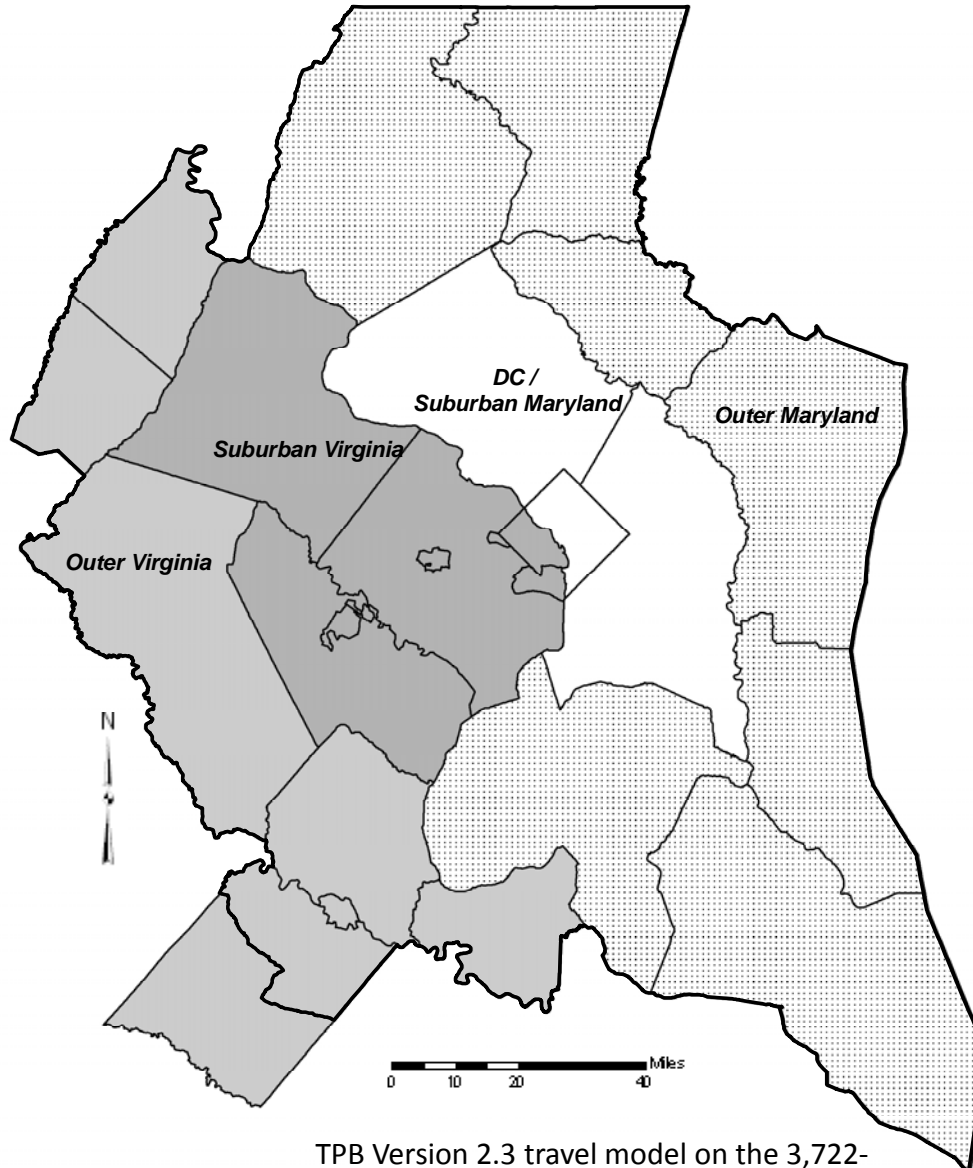 DC /
Suburban Maryland
Outer Maryland
Suburban Virginia
Outer Virginia
N
Miles
0 10 20 40
TPB Version 2.3 travel model on the 3,722-